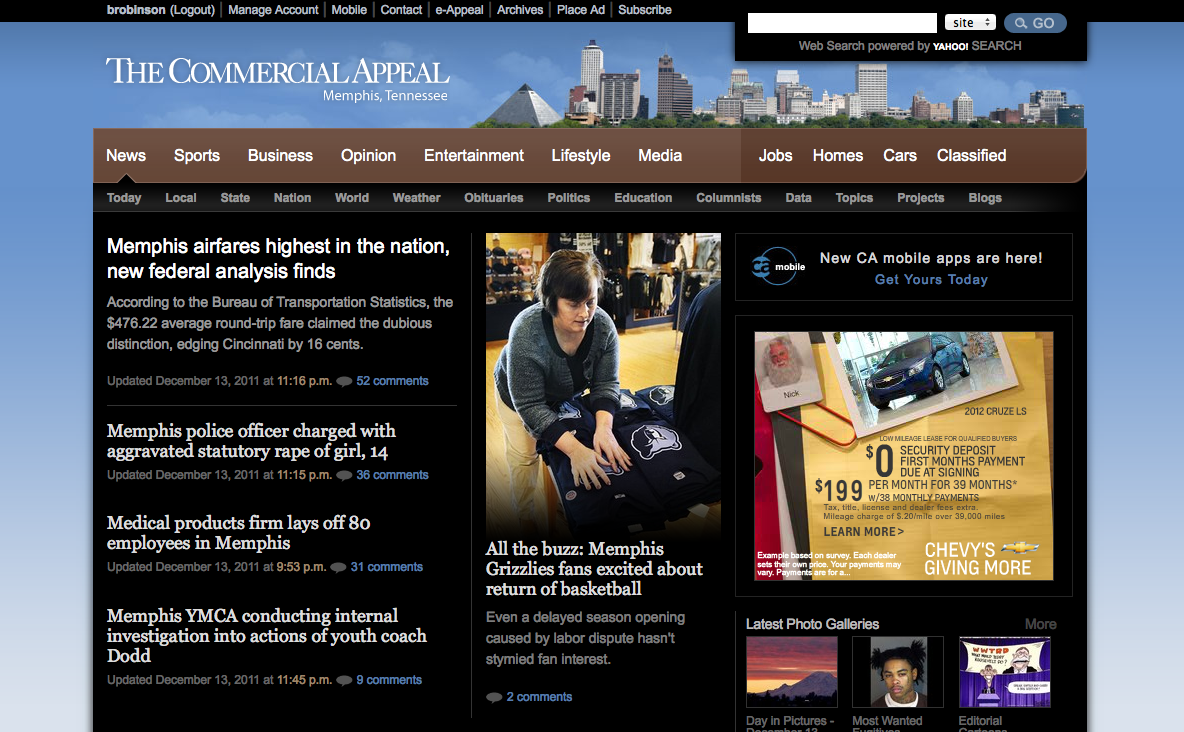 brobinson (Logout) | Manage Account | Mobile | Contact | e-Appeal | Archives | Place Ad | Subscribe
site
GO
Web Search powered by YAHOO! SEARCH
THE COMMERCIAL APPEAL
Memphis, Tennessee
News Sports Business Opinion Entertainment Lifestyle Media Jobs Homes Cars Classified
Today Local State Nation World Weather Obituaries Politics Education Columnists Data Topics Projects Blogs
Memphis airfares highest in the nation,
new federal analysis finds
According to the Bureau of Transportation Statistics, the
$476.22 average round-trip fare claimed the dubious
distinction, edging Cincinnati by 16 cents.
Updated December 13, 2011 at 11:16 p.m. 52 comments
Memphis police officer charged with
aggravated statutory rape of girl, 14
Updated December 13, 2011 at 11:15 p.m. 36 comments
Medical products firm lays off 80
employees in Memphis
Updated December 13, 2011 at 9:53 p.m. 31 comments
Memphis YMCA conducting internal
investigation into actions of youth coach
Dodd
Updated December 13, 2011 at 11:45 p.m. 9 comments
All the buzz: Memphis
Grizzlies fans excited about
return of basketball
Even a delayed season opening
caused by labor dispute hasn't
stymied fan interest.
2 comments
ca mobile
New CA mobile apps are here!
Get Yours Today
Nick
2012 CRUZE LS
LOW MILEAGE LEASE FOR QUALIFIED BUYERS
$0 SECURITY DEPOSIT
FIRST MONTHS PAYMENT
DUE AT SIGNING
$199 PER MONTH FOR 39 MONTHS*
W/38 MONTHLY PAYMENTS
Tax, title, license and dealer fees extra.
Mileage charge of $.20/mile over 39,000 miles
LEARN MORE >
Example based on survey. Each dealer
sets their own price. Your payments may
vary. Payments are for a...
CHEVY'S
GIVING MORE
Latest Photo Galleries More
WWTRD
Day in Pictures - Most Wanted Editorial
December 13 Fugitives Cartoons